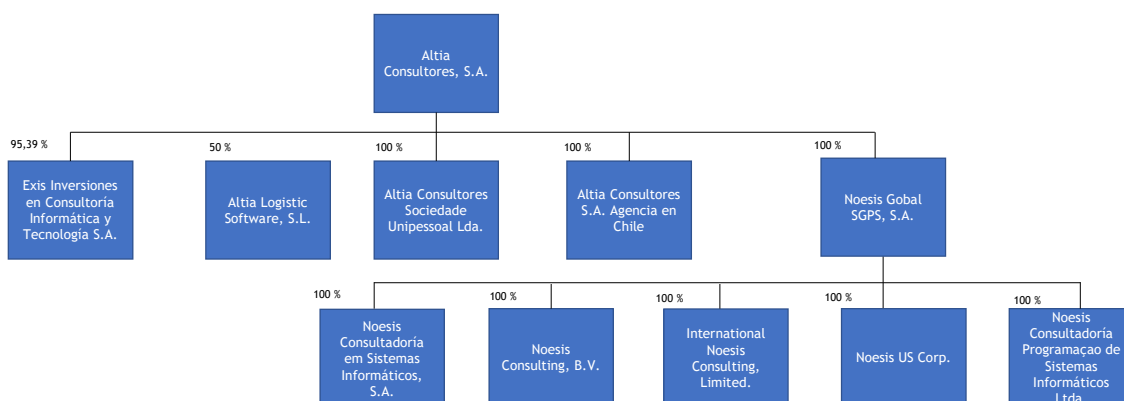 Altia
Consultores, S.A.
95,39 %
50 %
100 %
100 %
100 %
Exis Inversiones
en Consultoría
Informática y
Tecnología S.A.
Altia Logistic
Software, S.L.
Altia Consultores
Sociedade
Unipessoal Lda.
Altia Consultores
S.A. Agencia en
Chile
Noesis Gobal
SGPS, S.A.
100 %
100 %
100 %
100 %
100 %
Noesis
Consultadoría
em Sistemas
Informáticos,
S.A.
Noesis
Consulting, B.V.
International
Noesis
Consulting,
Limited.
Noesis US Corp.
Noesis
Consultadoría
Programaçao de
Sistemas
Informáticos
Ltda